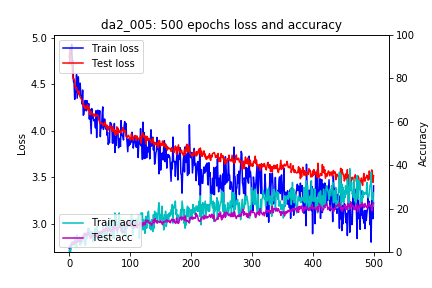 da2_005: 500 epochs loss and accuracy
5.0
4.5
4.0
3.5
3.0
Loss
Train loss
Test loss
Train acc
Test acc
100
80
60
40
20
0
Accuracy
0 100 200 300 400 500